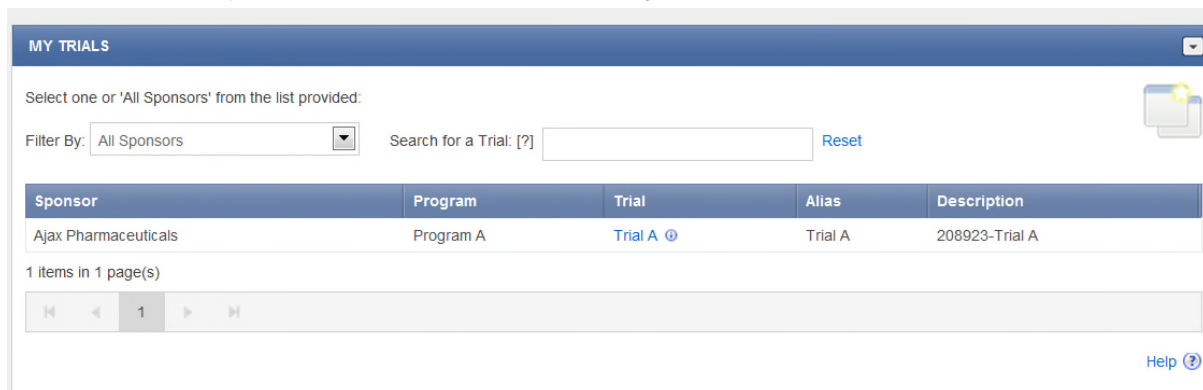 MY TRIALS
Select one or 'All Sponsors' from the list provided:
Filter By: All Sponsors Search for a Trial: [?] Reset
Sponsor Program Trial Alias Description
Ajax Pharmaceuticals Program A Trial A Trial A 208923-Trial A
1 items in 1 page(s)
1
Help ?